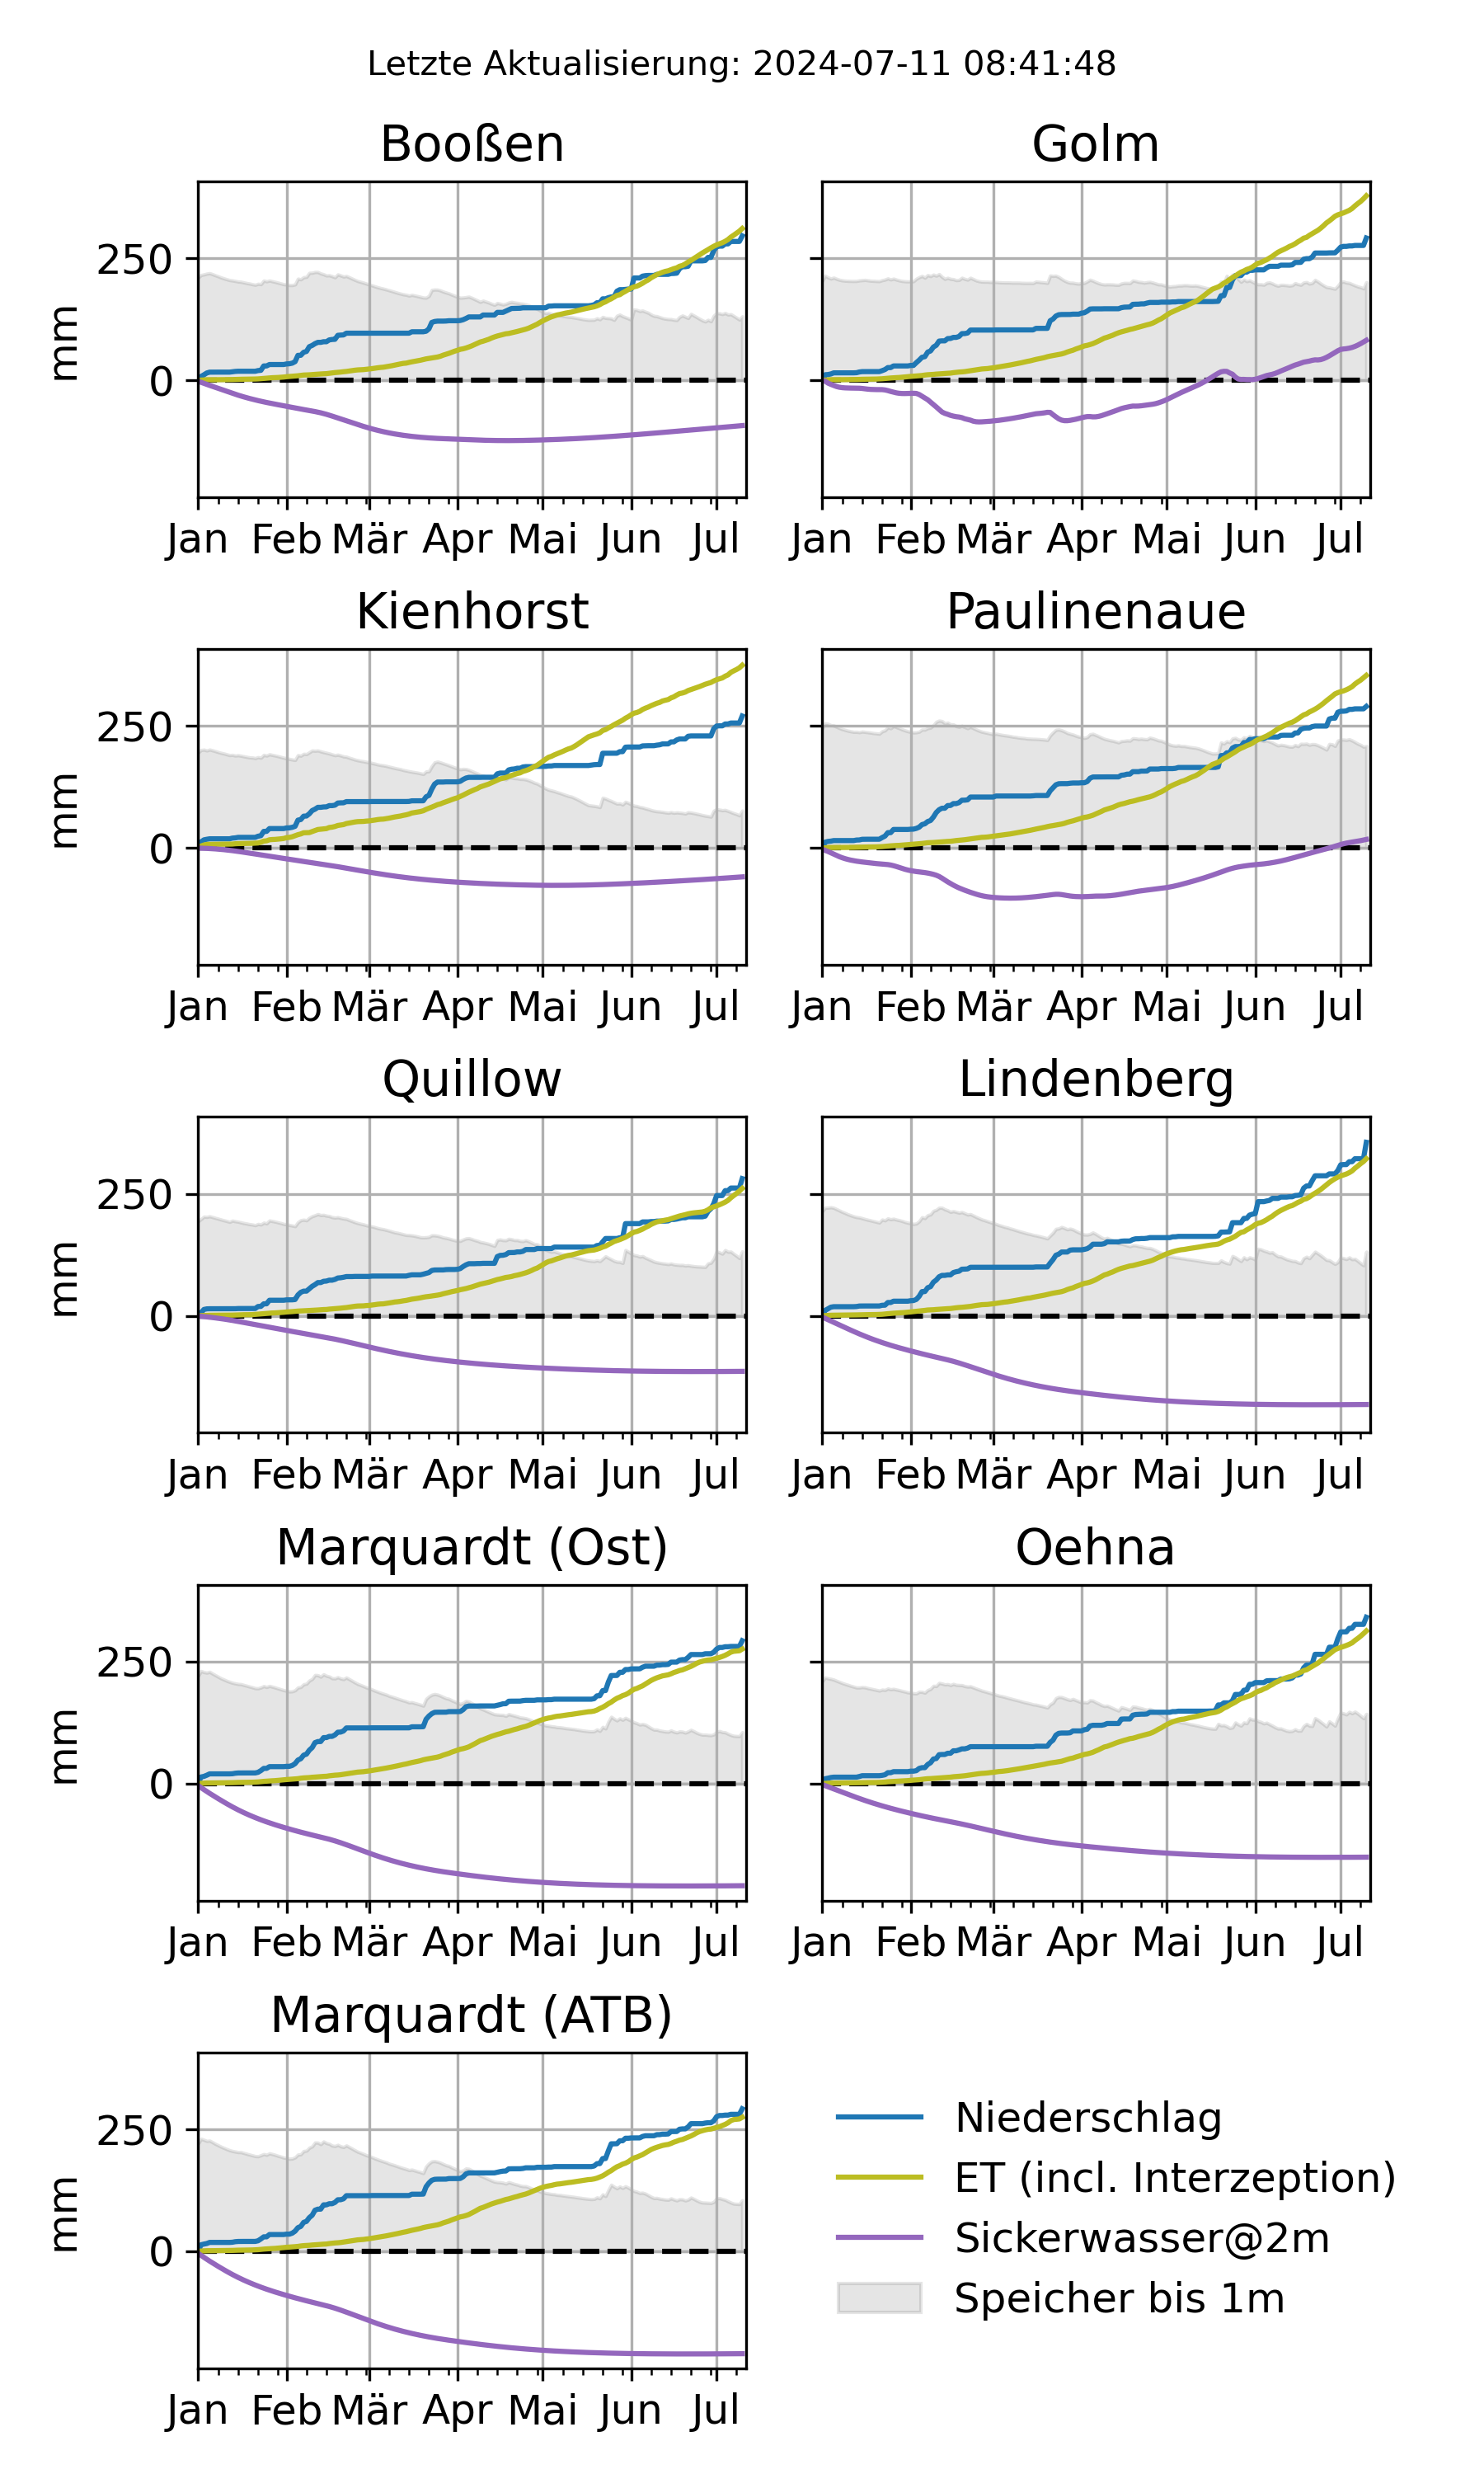 Letzte Aktualisierung: 2024-07-11 08:41:48
Booßen Golm
250
mm
0
Jan Feb Mär Apr Mai Jun Jul Jan Feb Mär Apr Mai Jun Jul
Kienhorst Paulinenaue
250
mm
0
Jan Feb Mär Apr Mai Jun Jul Jan Feb Mär Apr Mai Jun Jul
Quillow Lindenberg
250
mm
0
Jan Feb Mär Apr Mai Jun Jul Jan Feb Mär Apr Mai Jun Jul
Marquardt (Ost) Oehna
250
mm
0
Jan Feb Mär Apr Mai Jun Jul Jan Feb Mär Apr Mai Jun Jul
Marquardt (ATB)
250
mm
0
Jan Feb Mär Apr Mai Jun Jul
Niederschlag
ET (incl. Interzeption)
Sickerwasser@2m
Speicher bis 1m